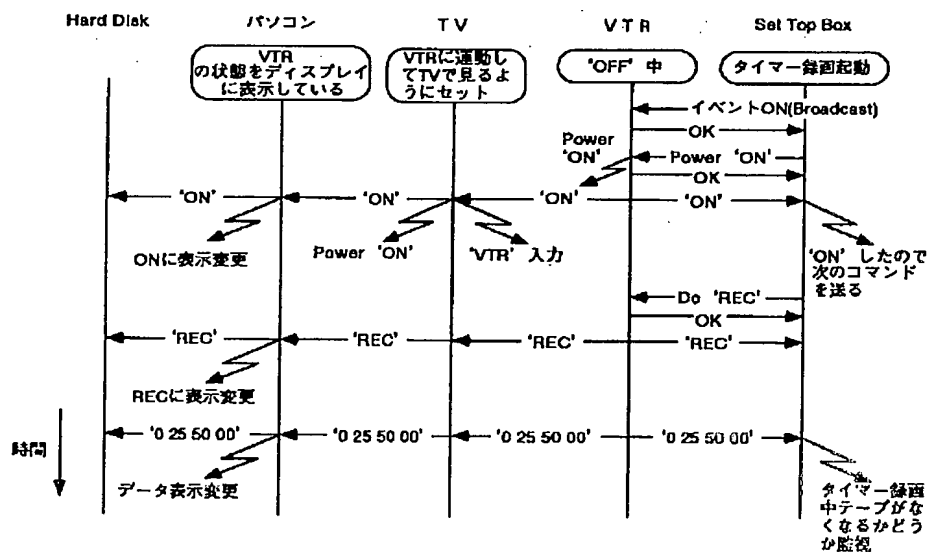 Hard Disk
パソコン
TV
VTR
Set Top Box
VTR
の状態をディスプレイ
に表示している
VTRに連動し
てTVで見るよ
うにセット
'OFF' 中
タイマー録画起動
イベントON(Broadcast)
OK
Power
'ON'
Power 'ON'
OK
'ON'
'ON'
'ON'
'ON'
ONに表示変更
Power 'ON'
'VTR' 入力
'ON' したので
次のコマンド
を送る
Do 'REC'
OK
'REC'
'REC'
'REC'
'REC'
RECに表示変更
時間
'0 25 50 00'
'0 25 50 00'
'0 25 50 00'
'0 25 50 00'
データ表示変更
タイマー録画
中テープがな
くなるかどう
か監視